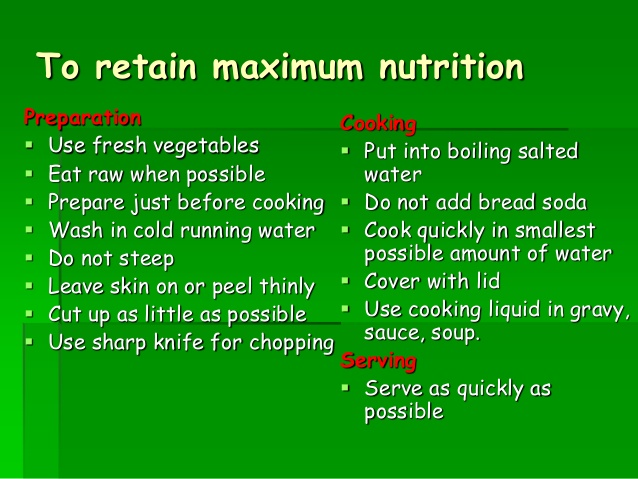 To retain maximum nutrition
Preparation
▪ Use fresh vegetables
▪ Eat raw when possible
▪ Prepare just before cooking
▪ Wash in cold running water
▪ Do not steep
▪ Leave skin on or peel thinly
▪ Cut up as little as possible
▪ Use sharp knife for chopping
Cooking
▪ Put into boiling salted
water
▪ Do not add bread soda
▪ Cook quickly in smallest
possible amount of water
▪ Cover with lid
▪ Use cooking liquid in gravy,
sauce, soup.
Serving
▪ Serve as quickly as
possible